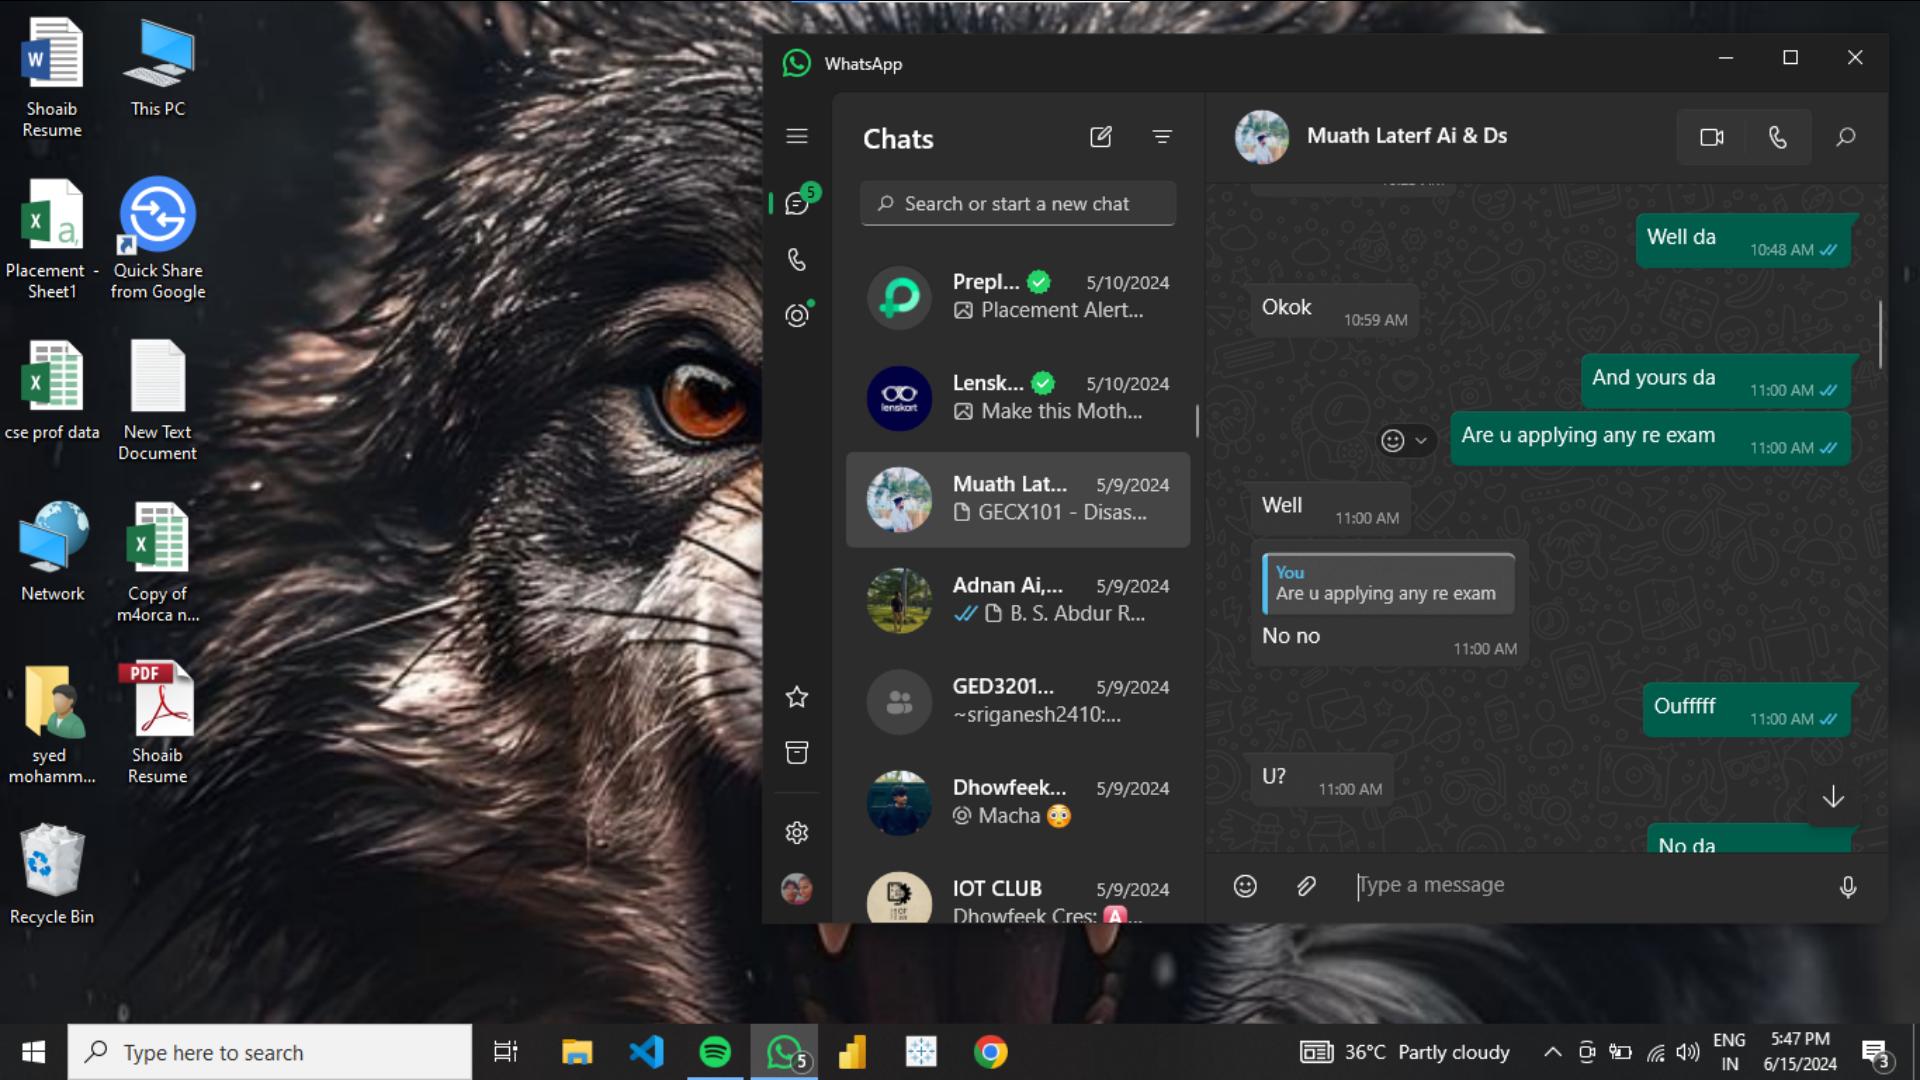 Shoaib
Resume
This PC
Placement -
Sheet1
Quick Share
from Google
cse prof data
New Text
Document
Network
Copy of
m4orca n...
syed
mohamm...
PDF
Shoaib
Resume
Recycle Bin
WhatsApp
5
Chats
Search or start a new chat
Prepl... 5/10/2024
Placement Alert...
lenskart
Lensk... 5/10/2024
Make this Moth...
Muath Lat... 5/9/2024
GECX101 - Disas...
Adnan Ai,... 5/9/2024
B. S. Abdur R...
GED3201... 5/9/2024
~sriganesh2410:...
Dhowfeek... 5/9/2024
Macha 😳
IOT CLUB 5/9/2024
Dhowfeek Cres: 🅰...
Muath Laterf Ai & Ds
Well da 10:48 AM
Okok 10:59 AM
And yours da 11:00 AM
Are u applying any re exam 11:00 AM
Well 11:00 AM
You
Are u applying any re exam
No no 11:00 AM
Oufffff 11:00 AM
U? 11:00 AM
No da
Type a message
Type here to search
5
36°C Partly cloudy
ENG
IN
5:47 PM
6/15/2024
3